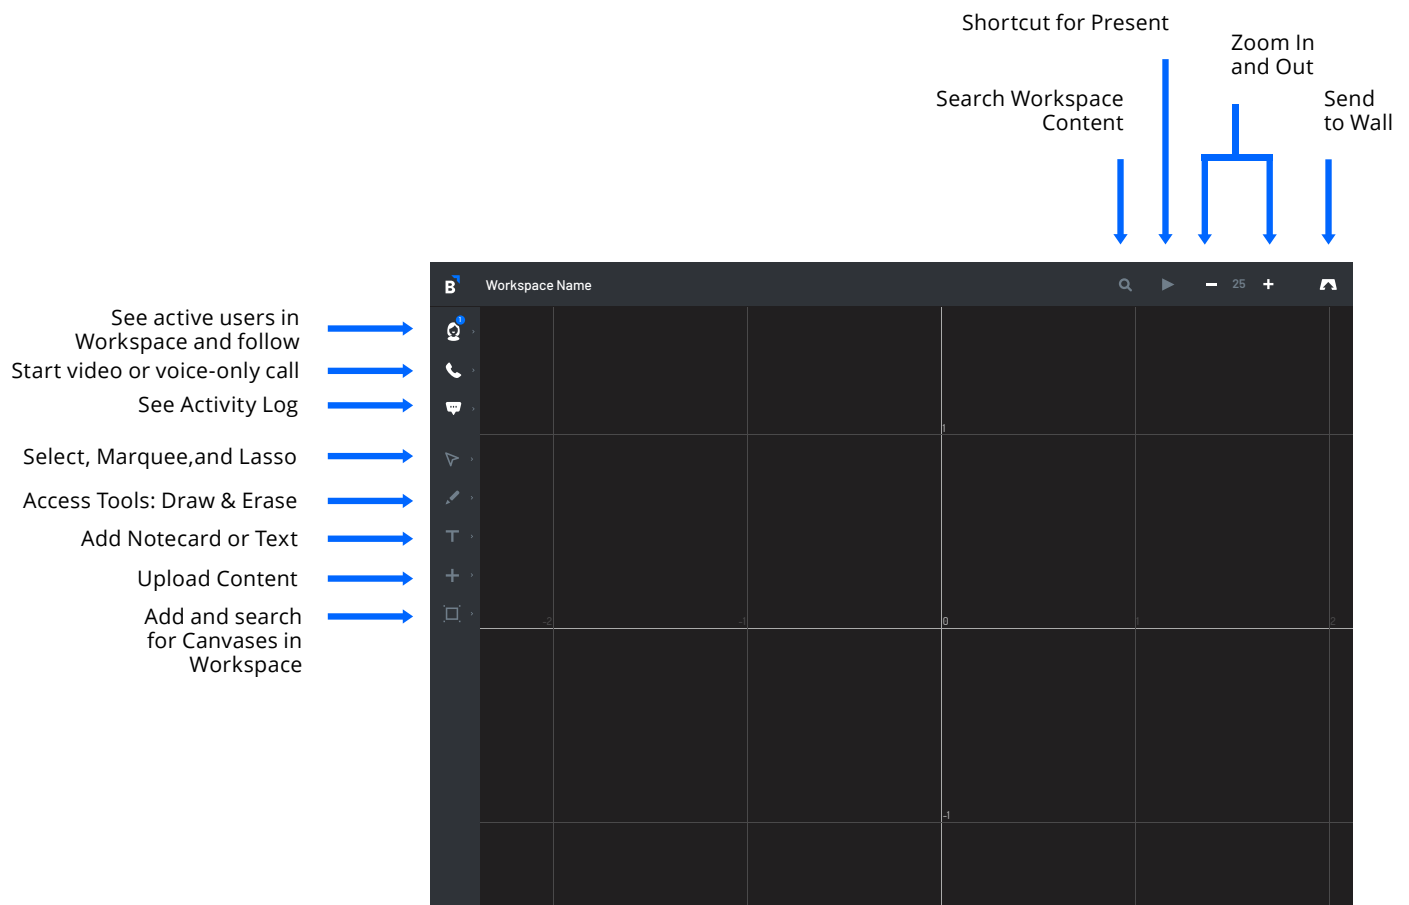 Shortcut for Present
Zoom In
and Out
Search Workspace
Content
Send
to Wall
B
Workspace Name
25
See active users in
Workspace and follow
1
Start video or voice-only call
See Activity Log
1
Select, Marquee,and Lasso
Access Tools: Draw & Erase
Add Notecard or Text
Upload Content
Add and search
for Canvases in
Workspace
-2
-1
0
1
2
-1